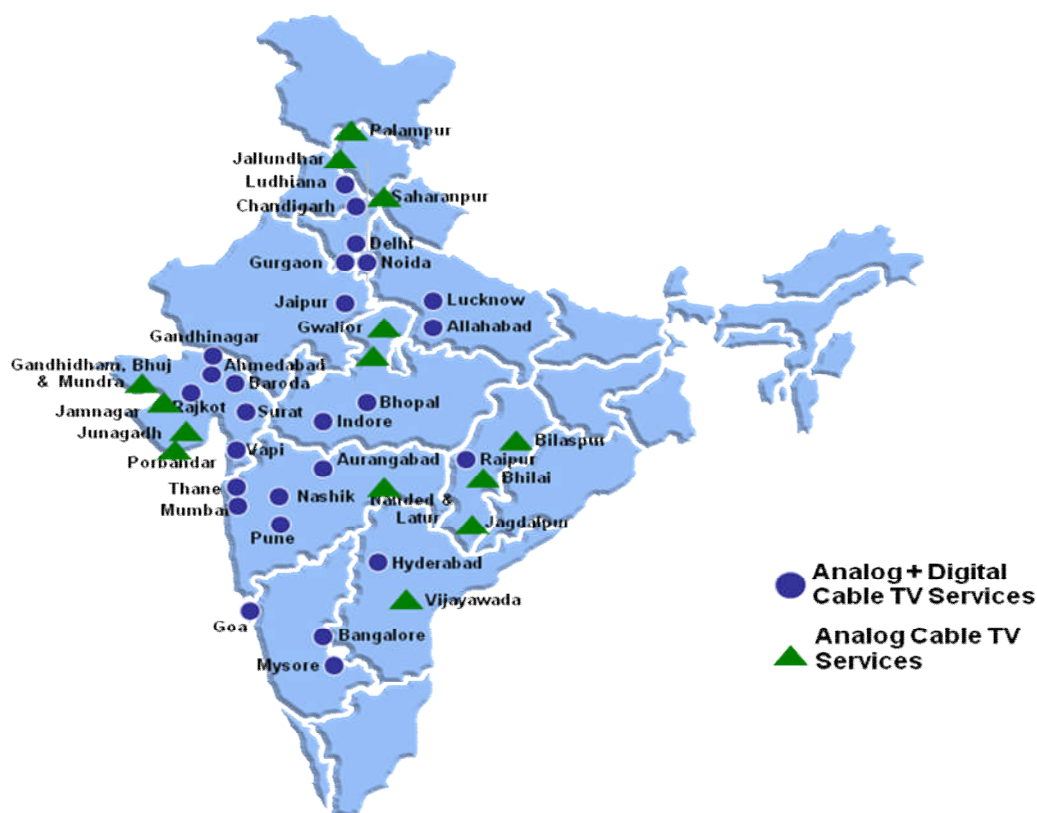 Palampur
Jallundhar
Ludhiana
Saharanpur
Chandigarh
Delhi
Gurgaon
Noida
Jaipur
Lucknow
Gwalior
Allahabad
Gandhinagar
Gandhidham, Bhuj
& Mundra
Ahmedabad
Baroda
Jamnagar
Rajkot
Surat
Bhopal
Indore
Junagadh
Bilaspur
Porbandar
Vapi
Aurangabad
Raipur
Bhilai
Thane
Mumbai
Nashik
Nanded &
Latur
Jagdalpur
Pune
Hyderabad
Vijayawada
Goa
Bangalore
Mysore
Analog + Digital
Cable TV Services
Analog Cable TV
Services